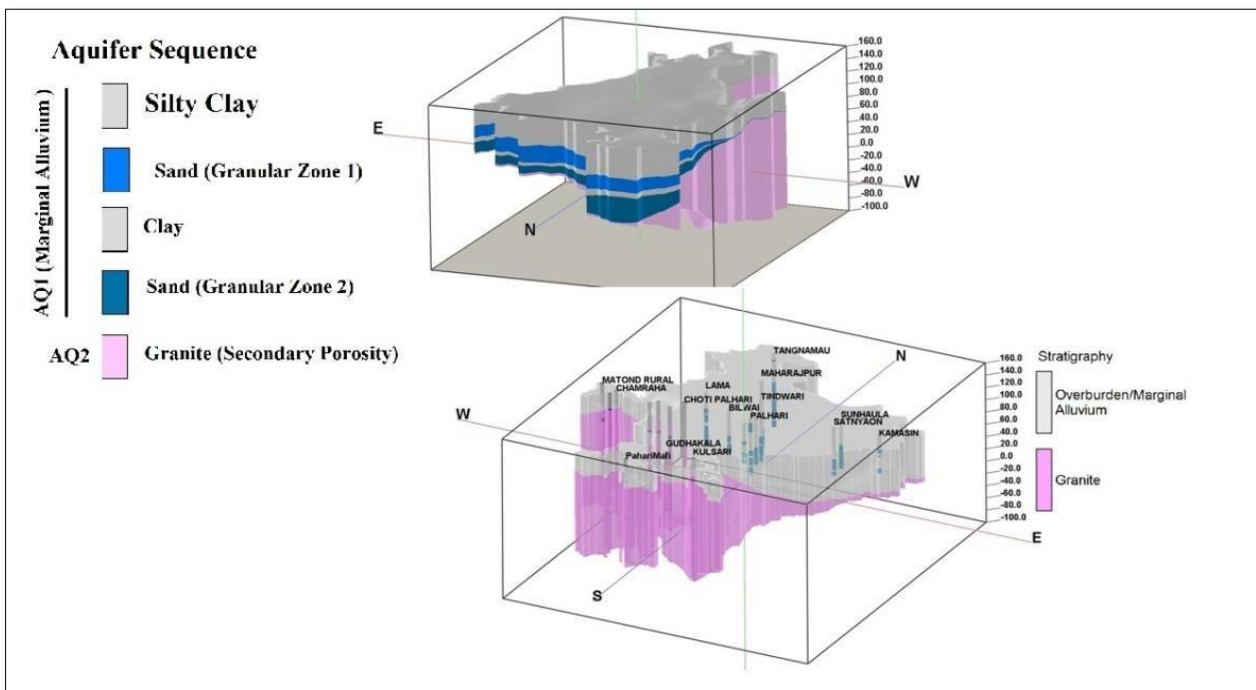 Aquifer Sequence
AQ1 (Marginal Alluvium )
Silty Clay
Sand (Granular Zone 1)
Clay
Sand (Granular Zone 2)
AQ2
Granite (Secondary Porosity)
E
W
N
160.0
140.0
120.0
100.0
80.0
60.0
40.0
20.0
0.0
-20.0
-40.0
-60.0
-80.0
-100.0
TANGNAMAU
N
MATOND RURAL
LAMA
MAHARAJPUR
CHAMRAHA
CHOTI PALHARI
TINDWARI
BILWAI
PALHARI
SUNHAULA
SATNYAON
W
GUDHAKALA
KAMASIN
KULSARI
PahariMafi
E
S
160.0
140.0
120.0
100.0
80.0
60.0
40.0
20.0
0.0
-20.0
-40.0
-60.0
-80.0
-100.0
Stratigraphy
Overburden/Marginal
Alluvium
Granite